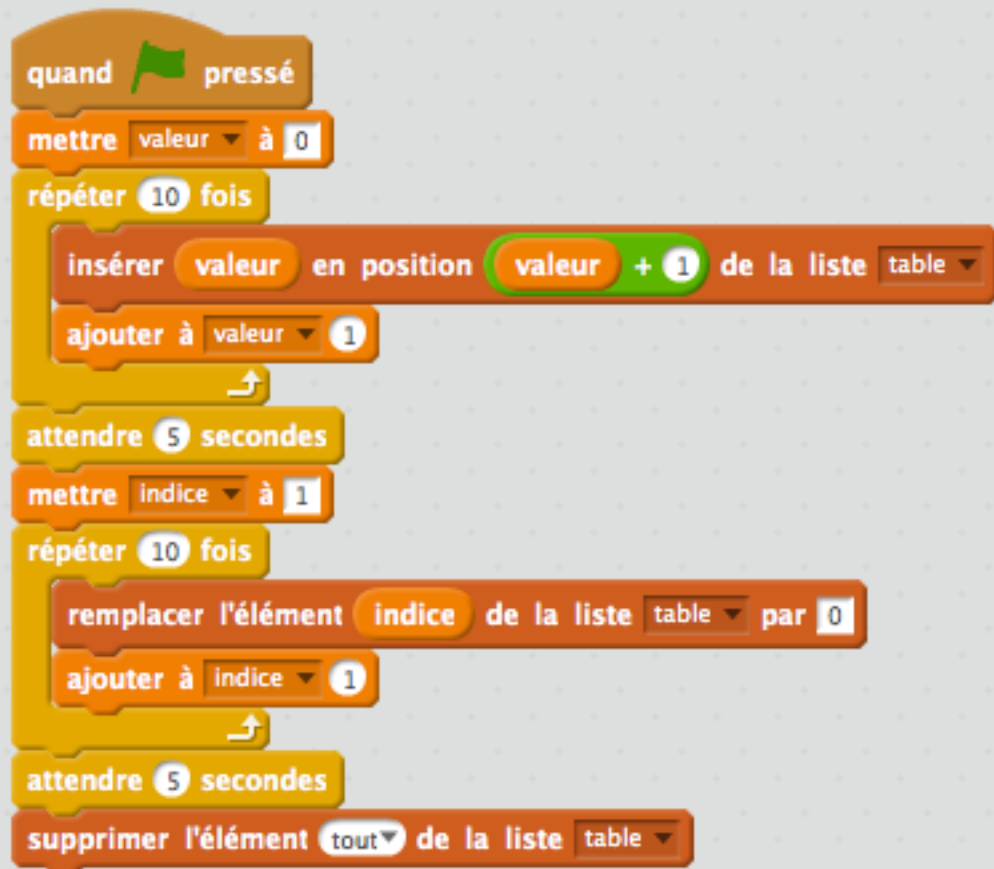 quand pressé
mettre valeur à 0
répéter 10 fois
insérer valeur en position valeur + 1 de la liste table
ajouter à valeur 1
attendre 5 secondes
mettre indice à 1
répéter 10 fois
remplacer l'élément indice de la liste table par 0
ajouter à indice 1
attendre 5 secondes
supprimer l'élément tout de la liste table